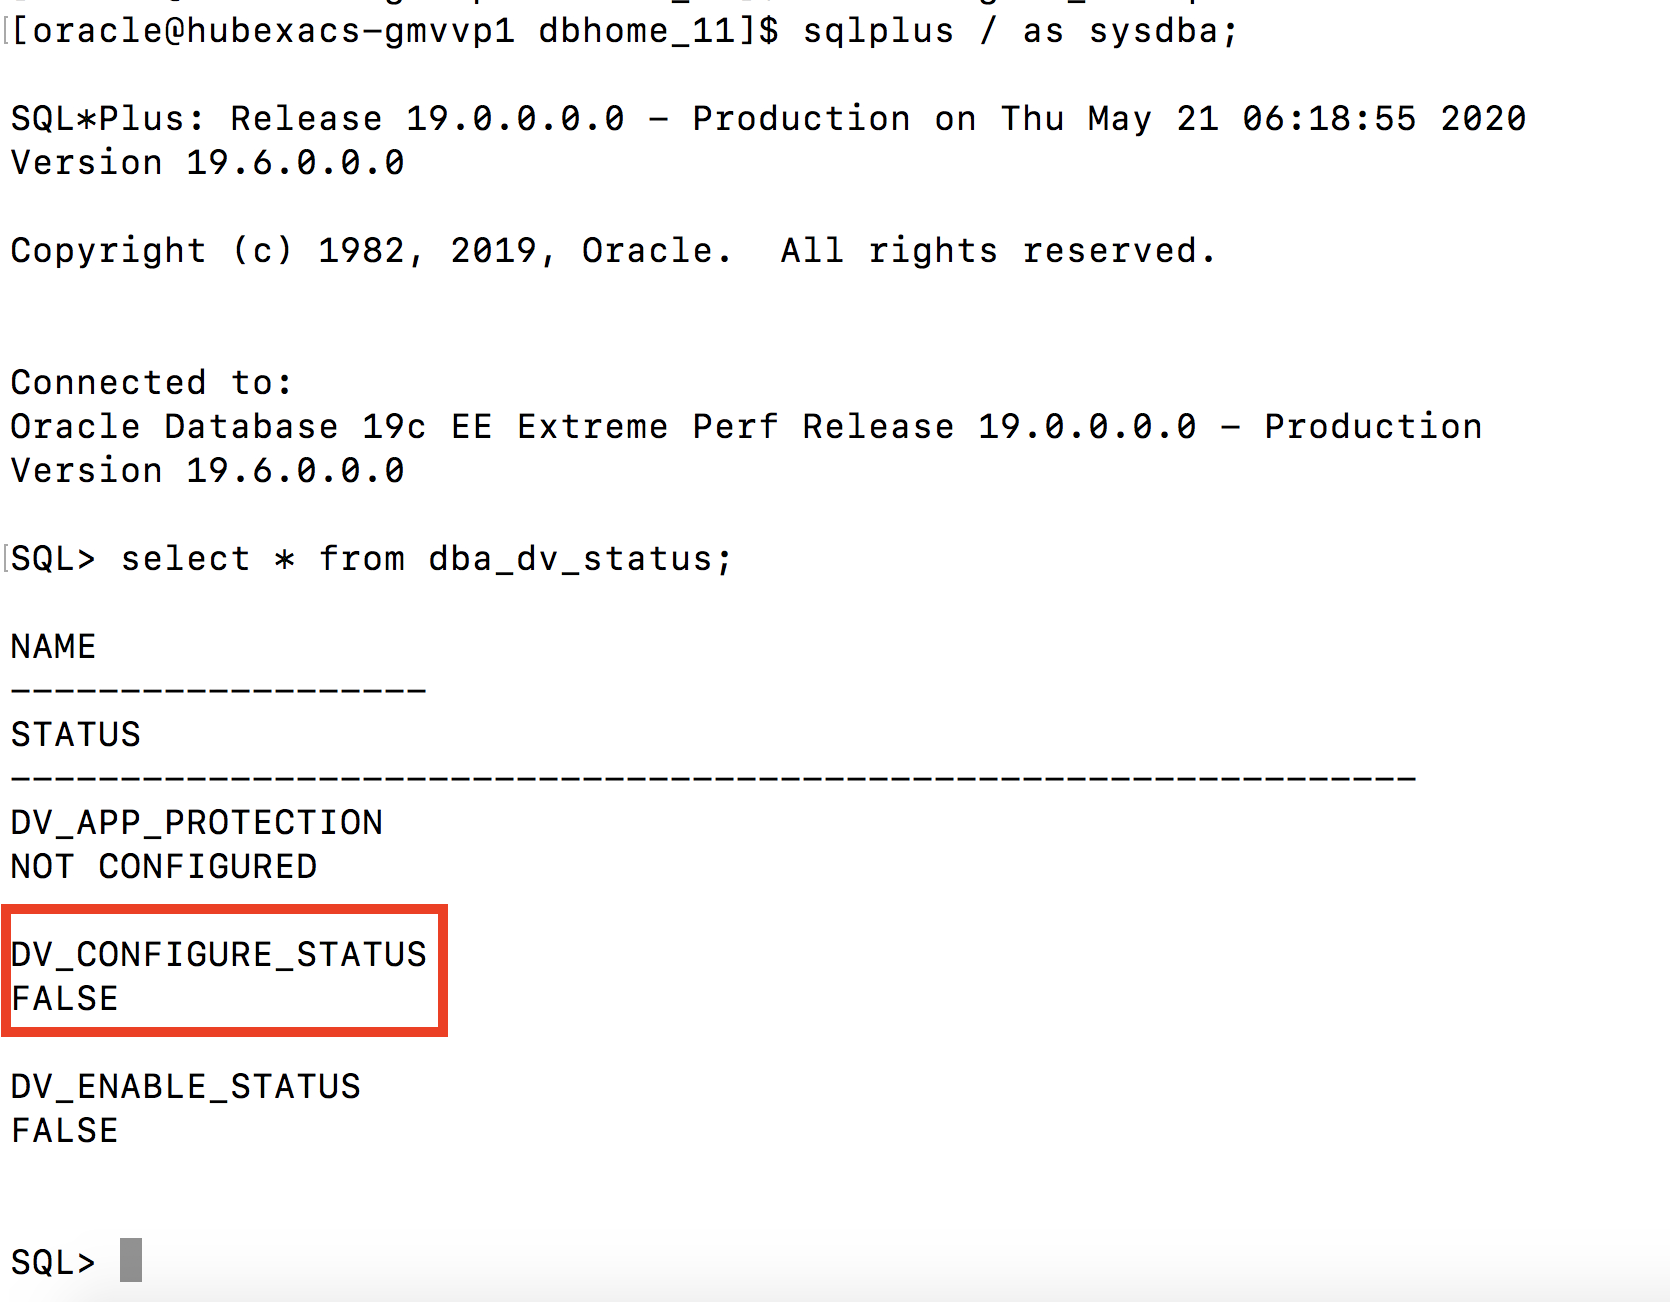 [oracle@hubexacs-gmvvp1 dbhome_11]$ sqlplus / as sysdba;
SQL*Plus: Release 19.0.0.0.0 - Production on Thu May 21 06:18:55 2020
Version 19.6.0.0.0
Copyright (c) 1982, 2019, Oracle.  All rights reserved.
Connected to:
Oracle Database 19c EE Extreme Perf Release 19.0.0.0.0 - Production
Version 19.6.0.0.0
SQL> select * from dba_dv_status;
NAME
-------------------
STATUS
----------------------------------------------------------------
DV_APP_PROTECTION
NOT CONFIGURED
DV_CONFIGURE_STATUS
FALSE
DV_ENABLE_STATUS
FALSE
SQL>